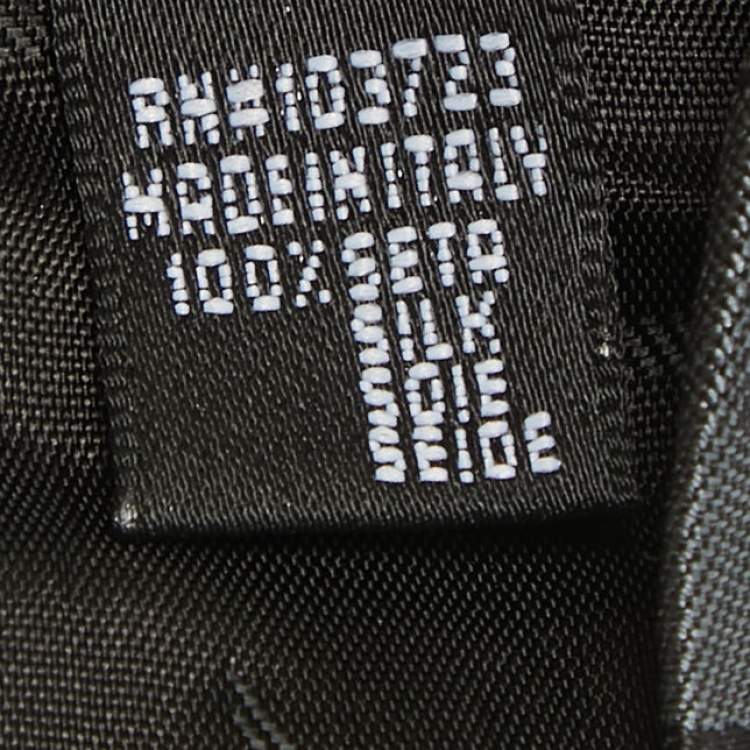 RN#103723
MADE IN ITALY
100% SETA
SILK
SOIE
SEIDE